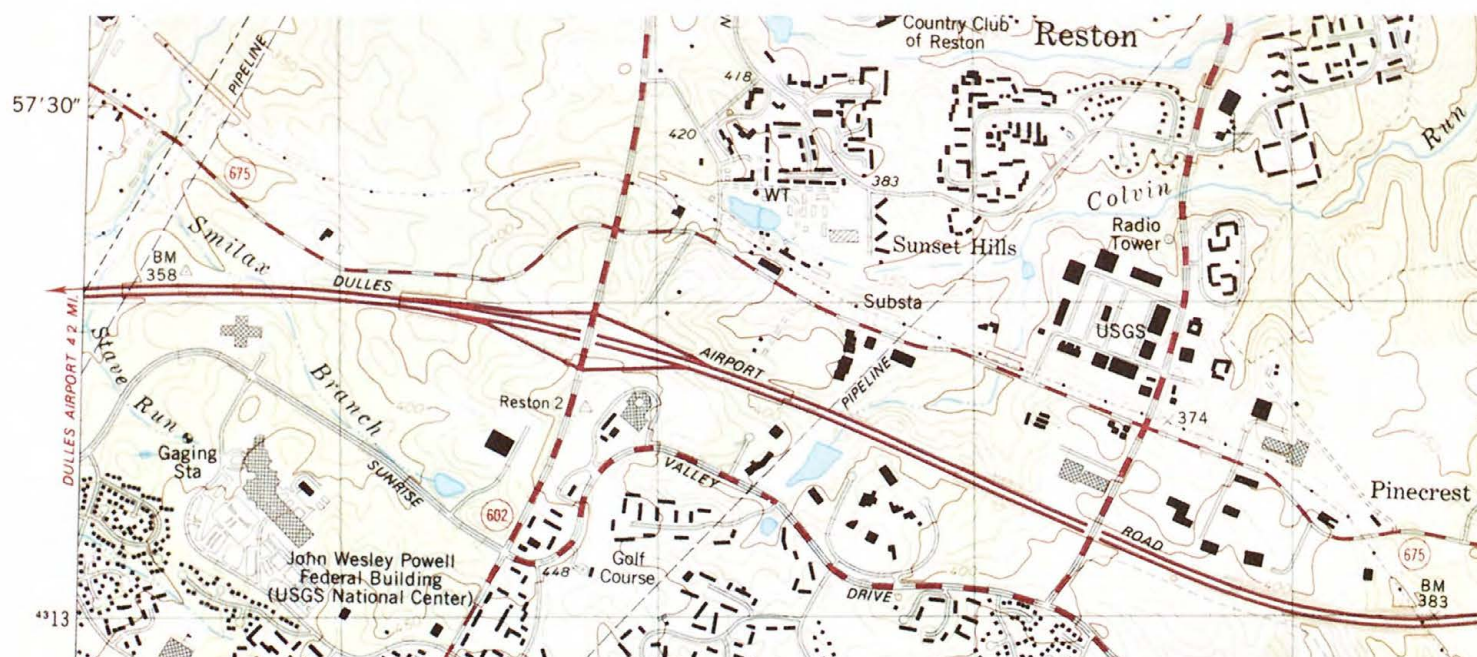 Country Club
of Reston
Reston
PIPELINE
418
57'30"
420
Run
675
383
WT
Colvin
Smilax
Radio
Tower
Sunset Hills
BM
358
DULLES
Substa
USGS
AIRPORT
Stave
Branch
PIPELINE
DULLES AIRPORT 4.2 MI.
Run
Reston 2
374
Gaging
Sta
SUNRISE
VALLEY
Pinecrest
602
ROAD
675
John Wesley Powell
Federal Building
(USGS National Center)
448
Golf
Course
DRIVE
BM
383
4313